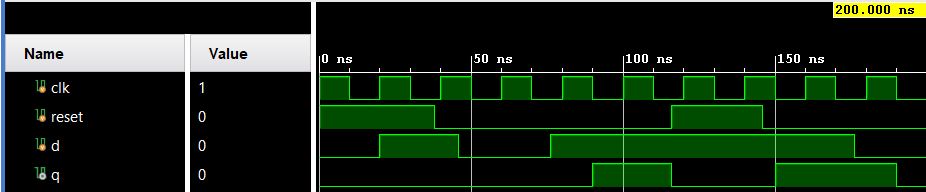 200.000 ns
Name Value
0 ns 50 ns 100 ns 150 ns
clk 1
reset 0
d 0
q 0